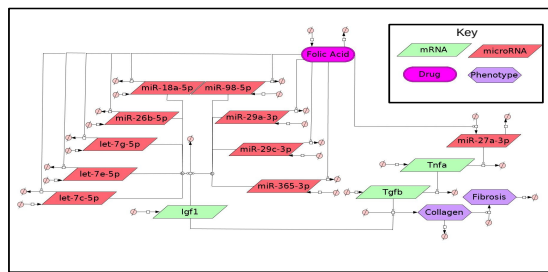 Folic Acid
Key
mRNA
microRNA
Drug
Phenotype
miR-18a-5p
miR-98-5p
miR-26b-5p
miR-29a-3p
let-7g-5p
miR-29c-3p
miR-27a-3p
let-7e-5p
Tnfa
let-7c-5p
miR-365-3p
Tgfb
Fibrosis
Igf1
Collagen